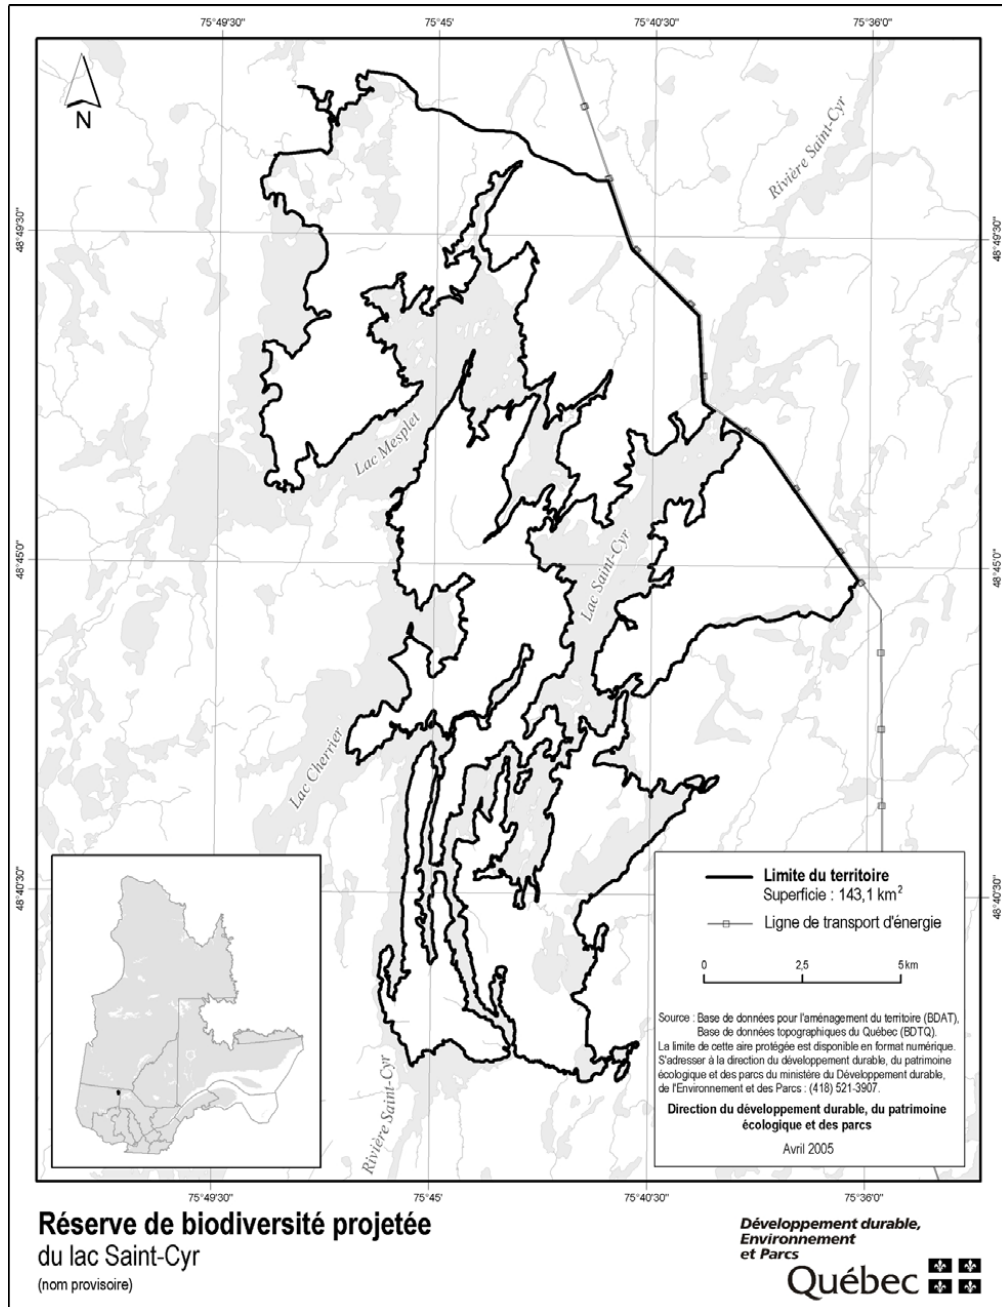 75°49'30"
75°45'
75°40'30"
75°36'0"
N
Rivière Saint-Cyr
48°49'30"
48°49'30"
Lac Mesplet
Lac Saint-Cyr
48°45'0"
48°45'0"
Lac Cherrier
48°40'30"
48°40'30"
Rivière Saint-Cyr
Limite du territoire
Superficie : 143,1 km²
Ligne de transport d'énergie
0 2,5 5 km
Source : Base de données pour l'aménagement du territoire (BDAT),
Base de données topographiques du Québec (BDTQ).
La limite de cette aire protégée est disponible en format numérique.
S'adresser à la direction du développement durable, du patrimoine
écologique et des parcs du ministère du Développement durable,
de l'Environnement et des Parcs : (418) 521-3907.
Direction du développement durable, du patrimoine
écologique et des parcs
Avril 2005
75°49'30"
75°45'
75°40'30"
75°36'0"
Réserve de biodiversité projetée
du lac Saint-Cyr
(nom provisoire)
Développement durable,
Environnement
et Parcs
Québec